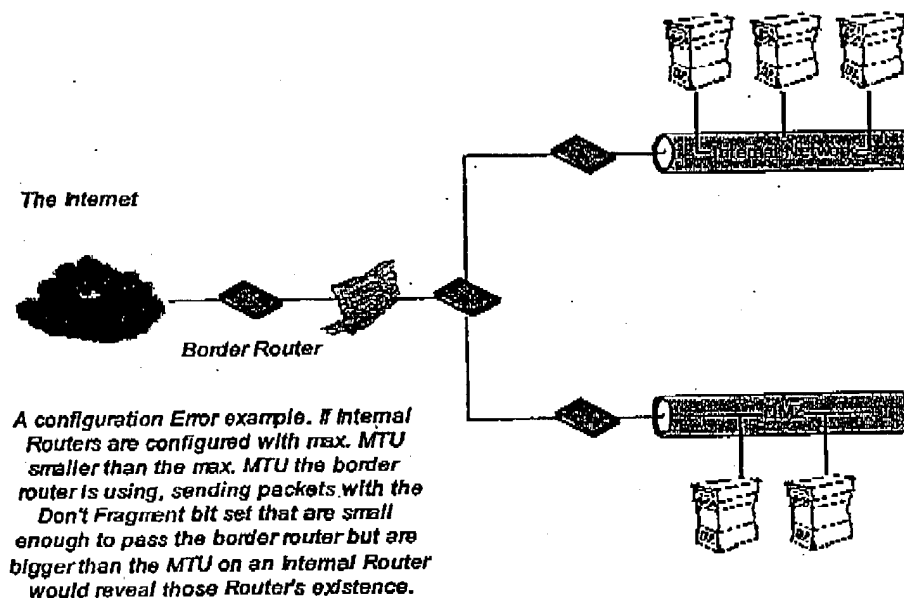 Internal Network
The Internet
Border Router
DMZ
A configuration Error example. If Internal
Routers are configured with max. MTU
smaller than the max. MTU the border
router is using, sending packets with the
Don't Fragment bit set that are small
enough to pass the border router but are
bigger than the MTU on an Internal Router
would reveal those Router's existence.